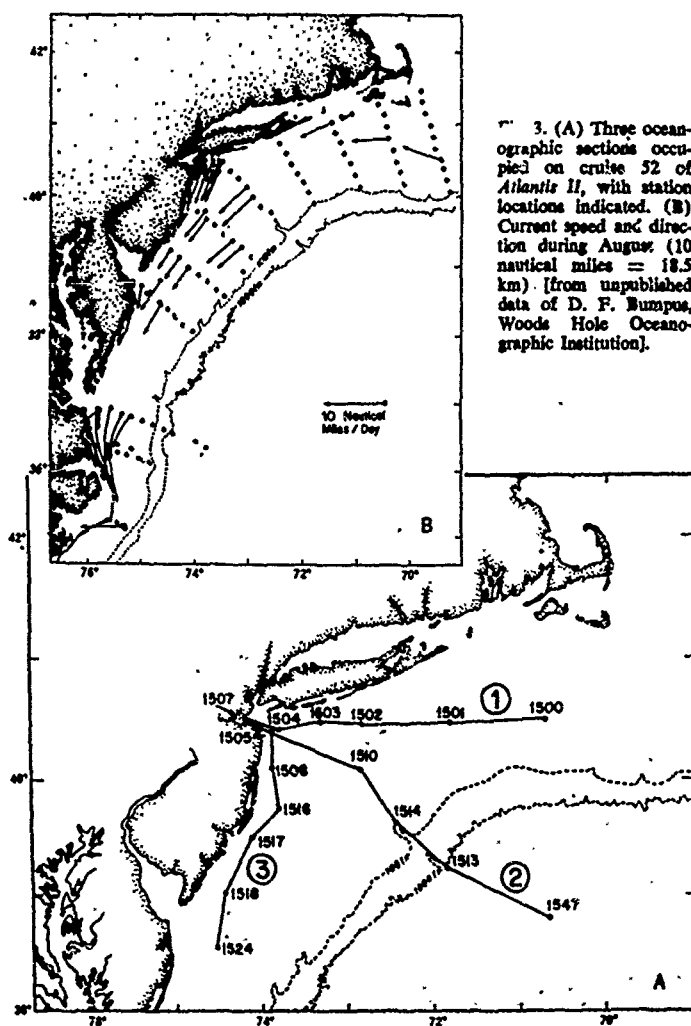 42°
3. (A) Three ocean-
ographic sections occu-
pied on cruise 52 of
Atlantis II, with station
locations indicated. (B)
Current speed and direc-
tion during August (10
nautical miles = 18.5
km) [from unpublished
data of D. F. Bumpus,
Woods Hole Oceano-
graphic Institution].
38°
10 Nautical
Miles / Day
36°
B
76° 74° 72° 70°
42°
1507
1504 1603 1502 1501 1500
1
1505
1506
1510
40°
1516
1514
1517
1513
3
2
1518
1547
1524
A
74° 72° 70°